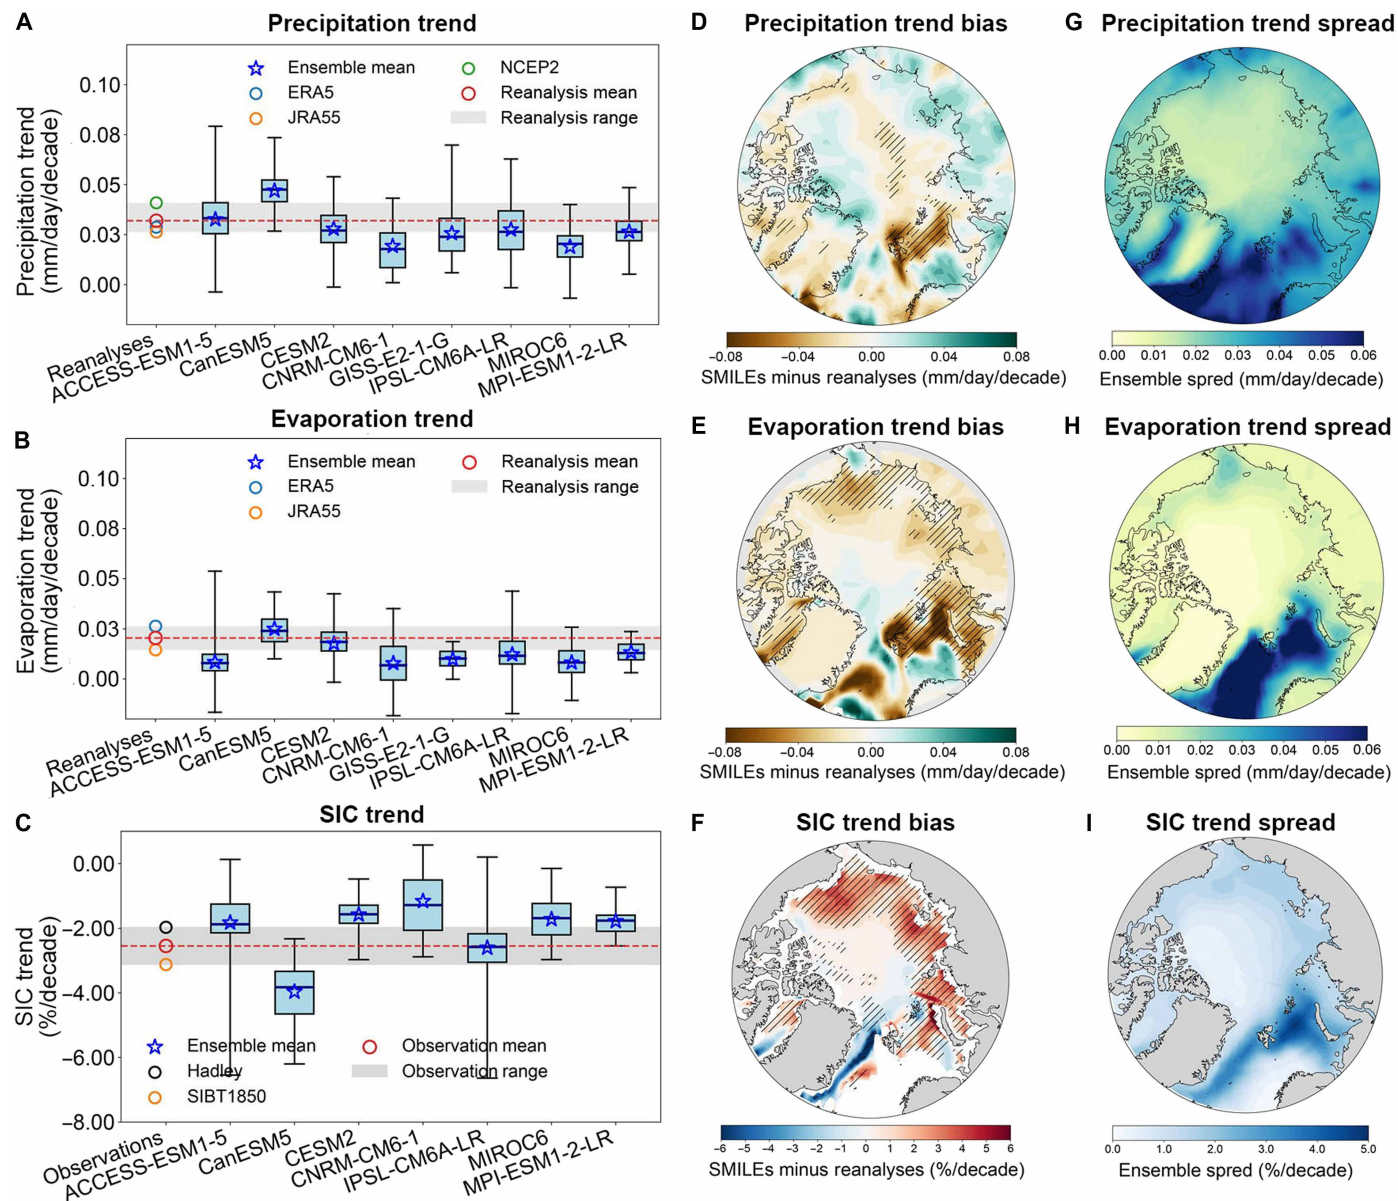 A
Precipitation trend
Precipitation trend
(mm/day/decade)
0.10
0.08
0.05
0.03
0.00
Ensemble mean
ERA5
JRA55
NCEP2
Reanalysis mean
Reanalysis range
Reanalyses
ACCESS-ESM1-5
CanESM5
CESM2
CNRM-CM6-1
GISS-E2-1-G
IPSL-CM6A-LR
MIROC6
MPI-ESM1-2-LR
D
Precipitation trend bias
−0.08 −0.04 0.00 0.04 0.08
SMILEs minus reanalyses (mm/day/decade)
G
Precipitation trend spread
0.00 0.01 0.02 0.03 0.04 0.05 0.06
Ensemble spred (mm/day/decade)
B
Evaporation trend
Evaporation trend
(mm/day/decade)
0.10
0.08
0.05
0.03
0.00
Ensemble mean
ERA5
JRA55
Reanalysis mean
Reanalysis range
Reanalyses
ACCESS-ESM1-5
CanESM5
CESM2
CNRM-CM6-1
GISS-E2-1-G
IPSL-CM6A-LR
MIROC6
MPI-ESM1-2-LR
E
Evaporation trend bias
−0.08 −0.04 0.00 0.04 0.08
SMILEs minus reanalyses (mm/day/decade)
H
Evaporation trend spread
0.00 0.01 0.02 0.03 0.04 0.05 0.06
Ensemble spred (mm/day/decade)
C
SIC trend
SIC trend
(%/decade)
0.00
−2.00
−4.00
−6.00
−8.00
Ensemble mean
Hadley
SIBT1850
Observation mean
Observation range
Observations
ACCESS-ESM1-5
CanESM5
CESM2
CNRM-CM6-1
IPSL-CM6A-LR
MIROC6
MPI-ESM1-2-LR
F
SIC trend bias
−6 −5 −4 −3 −2 −1 0 1 2 3 4 5 6
SMILEs minus reanalyses (%/decade)
I
SIC trend spread
0.0 1.0 2.0 3.0 4.0 5.0
Ensemble spred (%/decade)